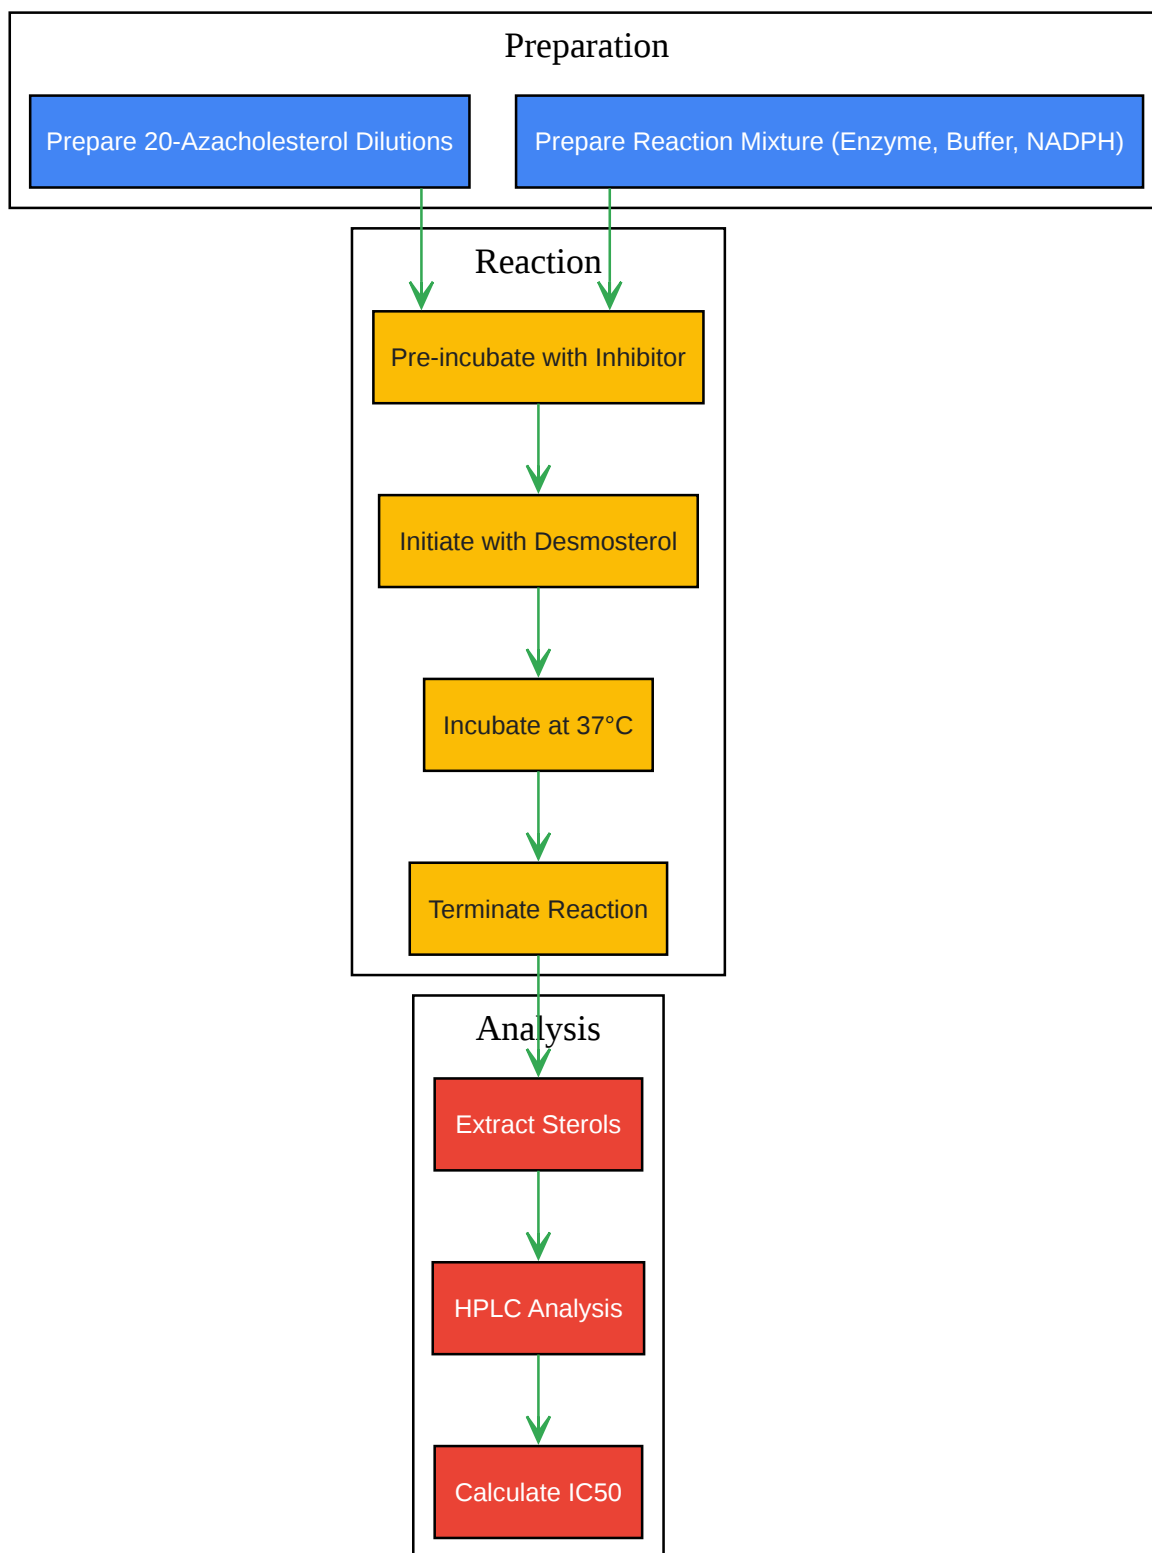 Preparation
Prepare 20-Azacholesterol Dilutions
Prepare Reaction Mixture (Enzyme, Buffer, NADPH)
Reaction
Pre-incubate with Inhibitor
Initiate with Desmosterol
Incubate at 37°C
Terminate Reaction
Analysis
Extract Sterols
HPLC Analysis
Calculate IC50